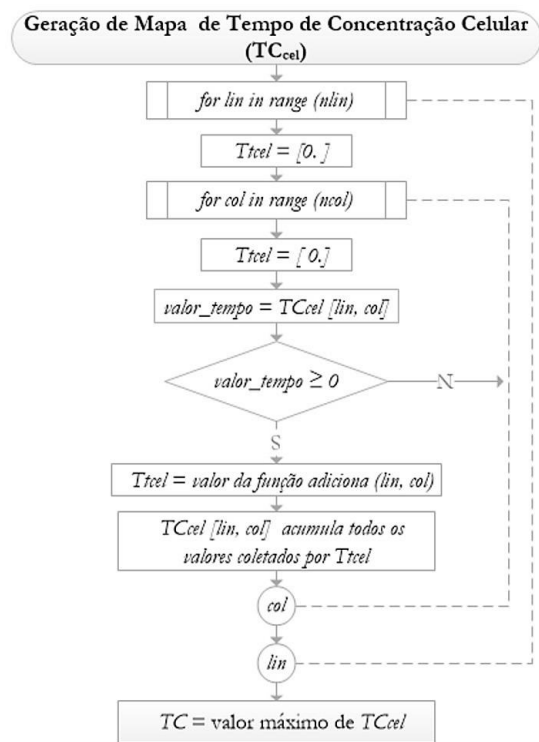 Geração de Mapa de Tempo de Concentração Celular
(TCcel)
for lin in range (nlin)
Ttcel = [0. ]
for col in range (ncol)
Ttcel = [ 0.]
valor_tempo = TCcel [lin, col]
valor_tempo ≥ 0
N
S
Ttcel = valor da função adiciona (lin, col)
TCcel [lin, col] acumula todos os
valores coletados por Ttcel
col
lin
TC = valor máximo de TCcel